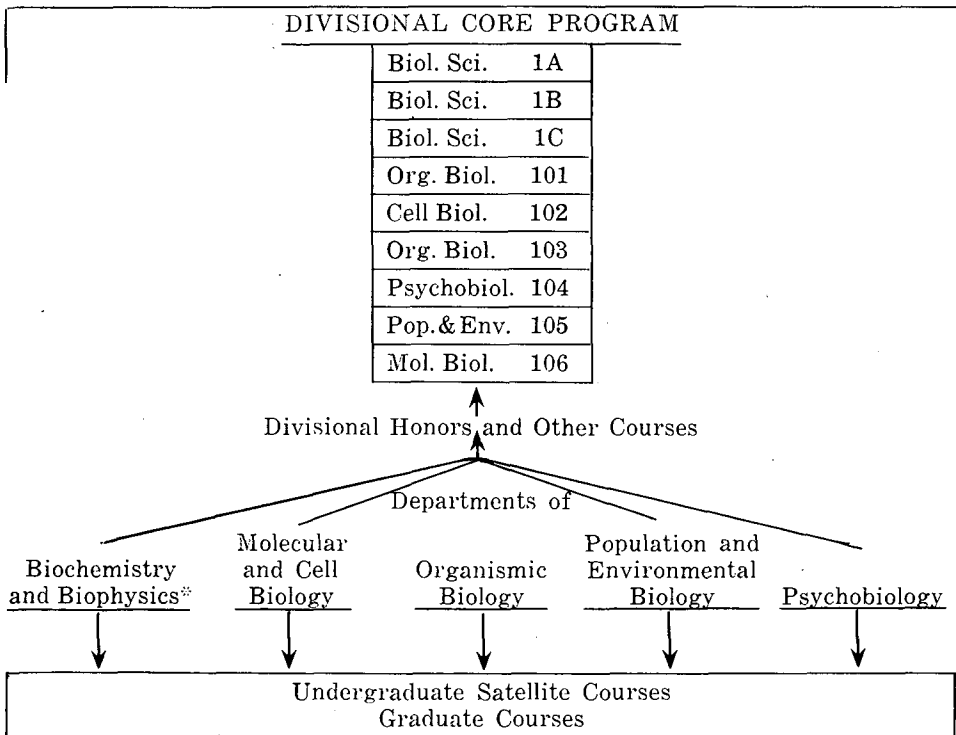 DIVISIONAL CORE PROGRAM
Biol. Sci. 1A
Biol. Sci. 1B
Biol. Sci. 1C
Org. Biol. 101
Cell Biol. 102
Org. Biol. 103
Psychobiol. 104
Pop. & Env. 105
Mol. Biol. 106
Divisional Honors and Other Courses
Departments of
Biochemistry
and Biophysics*
Molecular
and Cell
Biology
Organismic
Biology
Population and
Environmental
Biology
Psychobiology
Undergraduate Satellite Courses
Graduate Courses